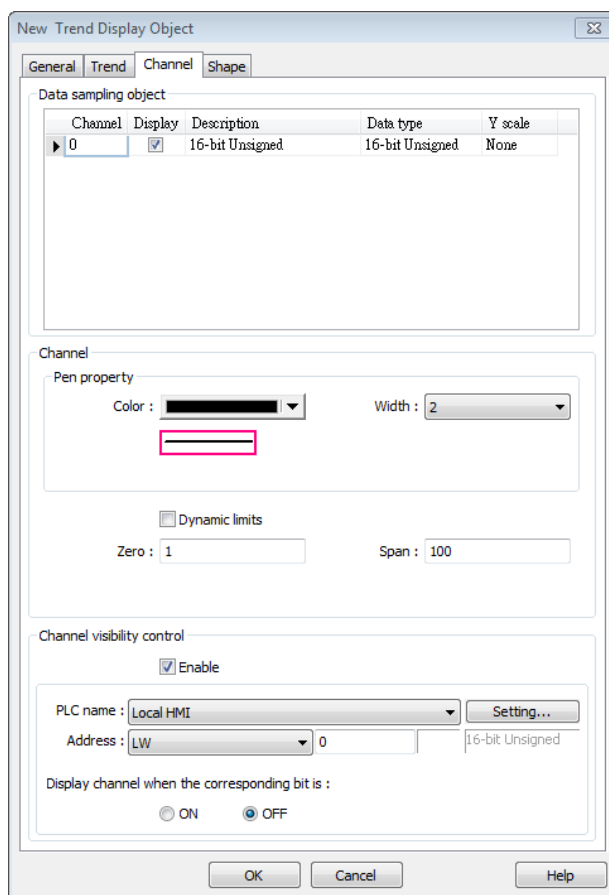 New Trend Display Object
General Trend Channel Shape
Data sampling object
Channel Display Description Data type Y scale
0 16-bit Unsigned 16-bit Unsigned None
Channel
Pen property
Color : Width : 2
Dynamic limits
Zero : 1 Span : 100
Channel visibility control
Enable
PLC name : Local HMI Setting...
Address : LW 0 16-bit Unsigned
Display channel when the corresponding bit is :
ON OFF
OK Cancel Help